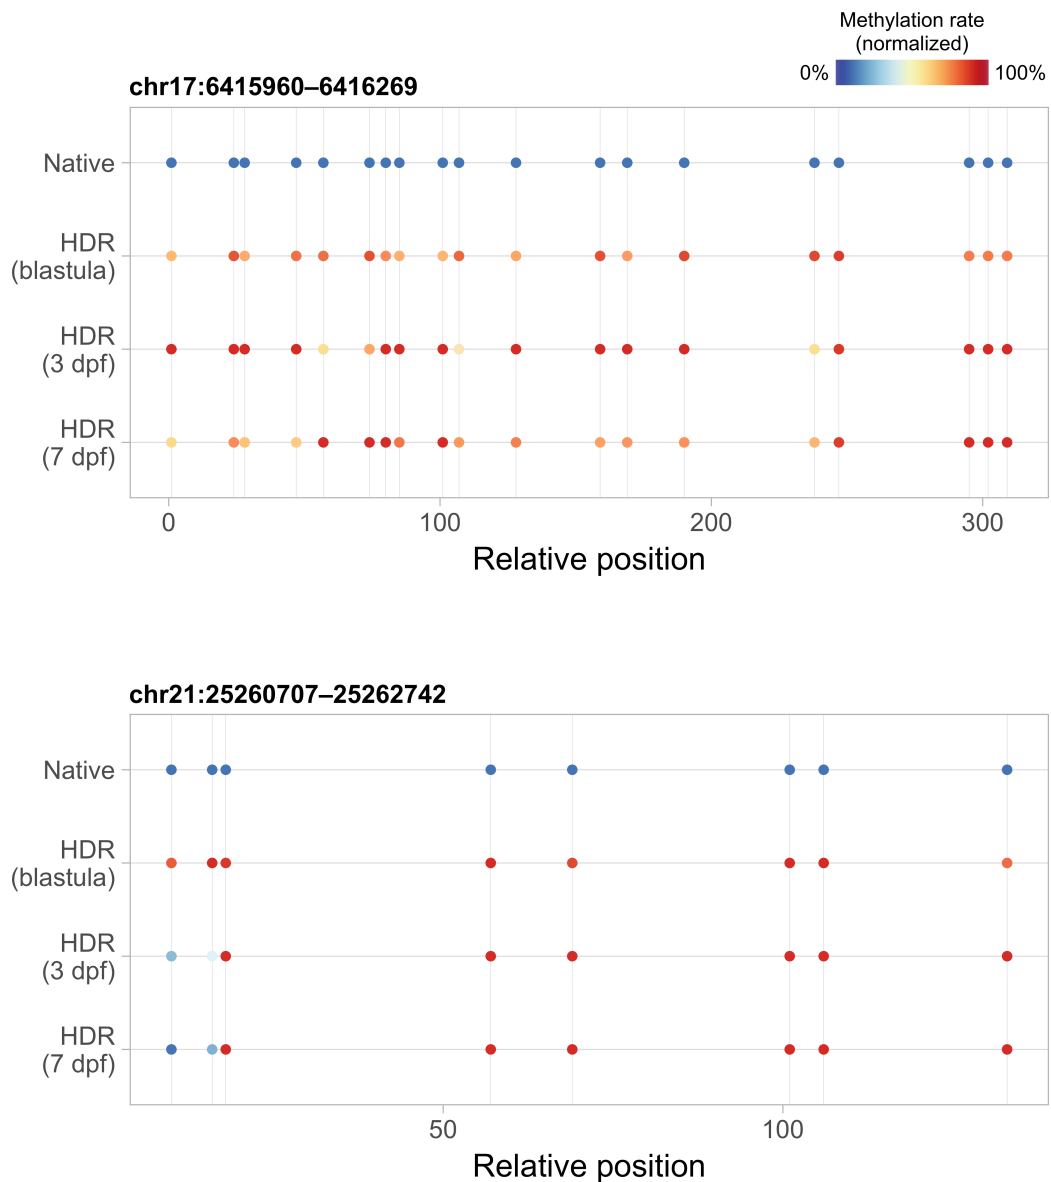 Methylation rate
(normalized)
0% 100%
chr17:6415960–6416269
Native
HDR
(blastula)
HDR
(3 dpf)
HDR
(7 dpf)
0 100 200 300
Relative position
chr21:25260707–25262742
Native
HDR
(blastula)
HDR
(3 dpf)
HDR
(7 dpf)
50 100
Relative position